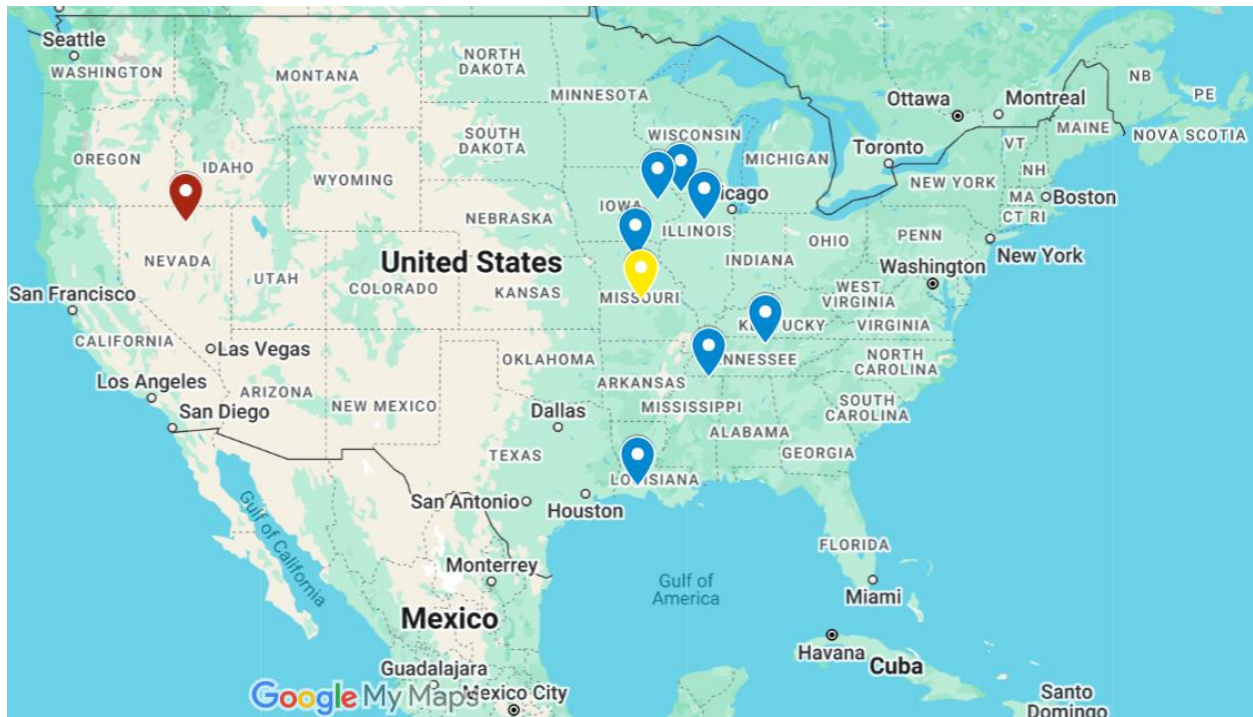 Seattle
WASHINGTON
MONTANA
NORTH
DAKOTA
MINNESOTA
Ottawa
Montreal
NB
PE
MAINE
NOVA SCOTIA
OREGON
IDAHO
SOUTH
DAKOTA
WISCONSIN
MICHIGAN
Toronto
VT
NH
WYOMING
NEW YORK
MA
Boston
CT RI
NEBRASKA
IOWA
icago
ILLINOIS
NEVADA
UTAH
United States
COLORADO
KANSAS
MISSOURI
INDIANA
OHIO
PENN
New York
Washington
WEST
VIRGINIA
San Francisco
CALIFORNIA
Las Vegas
KE
UCKY
VIRGINIA
OKLAHOMA
NNESSEE
NORTH
CAROLINA
Los Angeles
ARIZONA
NEW MEXICO
ARKANSAS
San Diego
Dallas
MISSISSIPPI
SOUTH
CAROLINA
ALABAMA
GEORGIA
TEXAS
LOUISIANA
San Antonio
Houston
Gulf of California
FLORIDA
Monterrey
Gulf of
America
Miami
Mexico
Havana
Cuba
Guadalajara
Google My Maps
Mexico City
Santo
Domingo